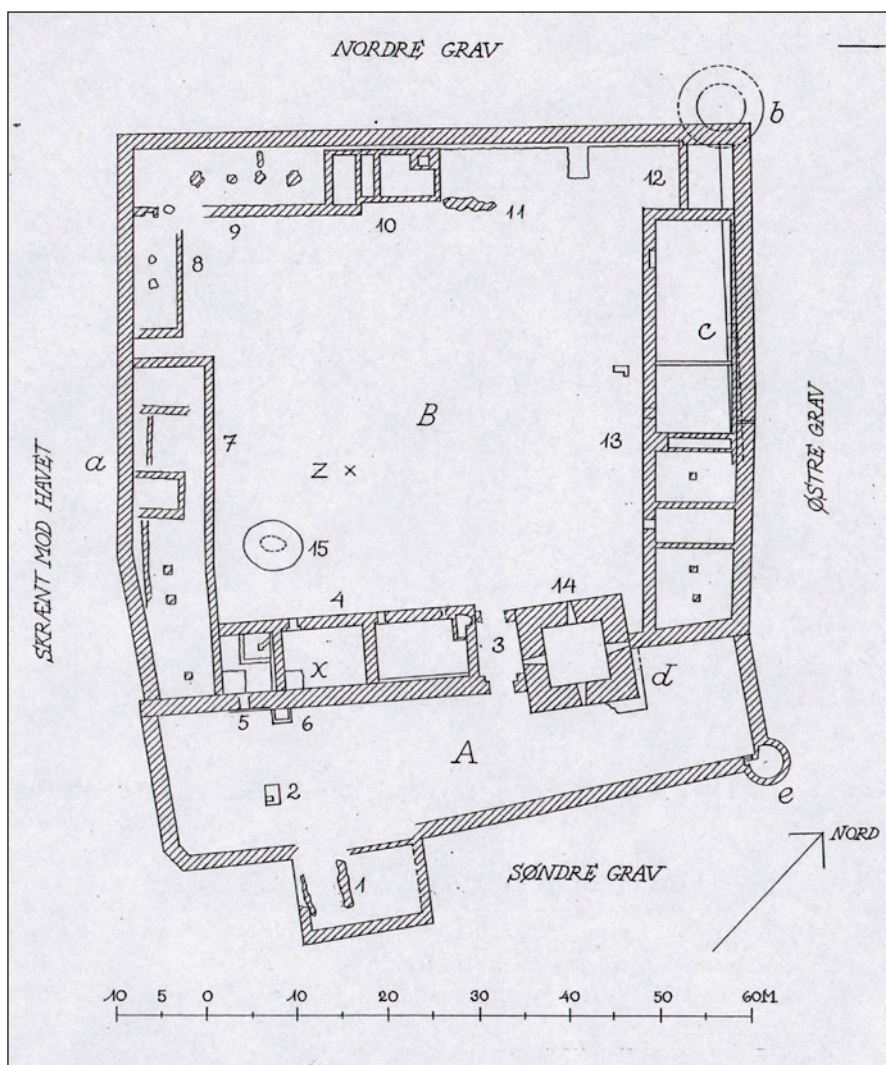 NORDRE GRAV
b
12
11
9
10
8
c
B
a
7
13
Z ×
SKRÆNT MOD HAVET
ØSTRE GRAV
15
14
4
3
X
d
5
6
A
2
e
NORD
SØNDRE GRAV
1
10 5 0 10 20 30 40 50 60M